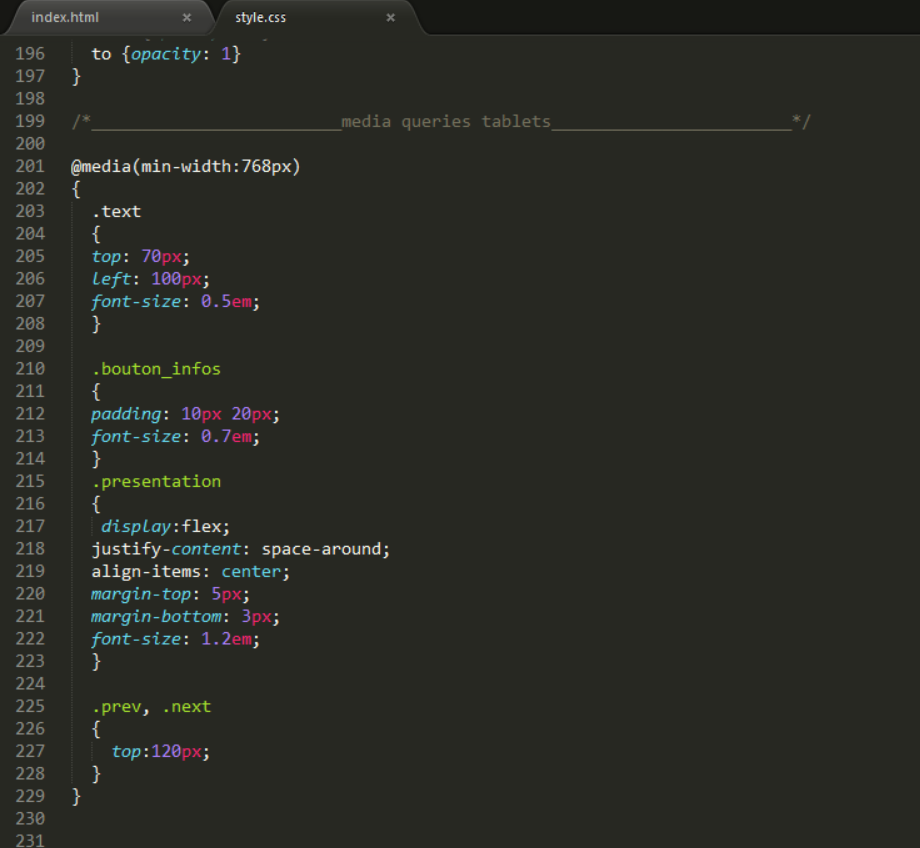 index.html × style.css ×
196 to {opacity: 1}
197 }
198
199 /*_________________________media queries tablets________________________*/
200
201 @media(min-width:768px)
202 {
203 .text
204 {
205 top: 70px;
206 left: 100px;
207 font-size: 0.5em;
208 }
209
210 .bouton_infos
211 {
212 padding: 10px 20px;
213 font-size: 0.7em;
214 }
215 .presentation
216 {
217 display:flex;
218 justify-content: space-around;
219 align-items: center;
220 margin-top: 5px;
221 margin-bottom: 3px;
222 font-size: 1.2em;
223 }
224
225 .prev, .next
226 {
227 top:120px;
228 }
229 }
230
231